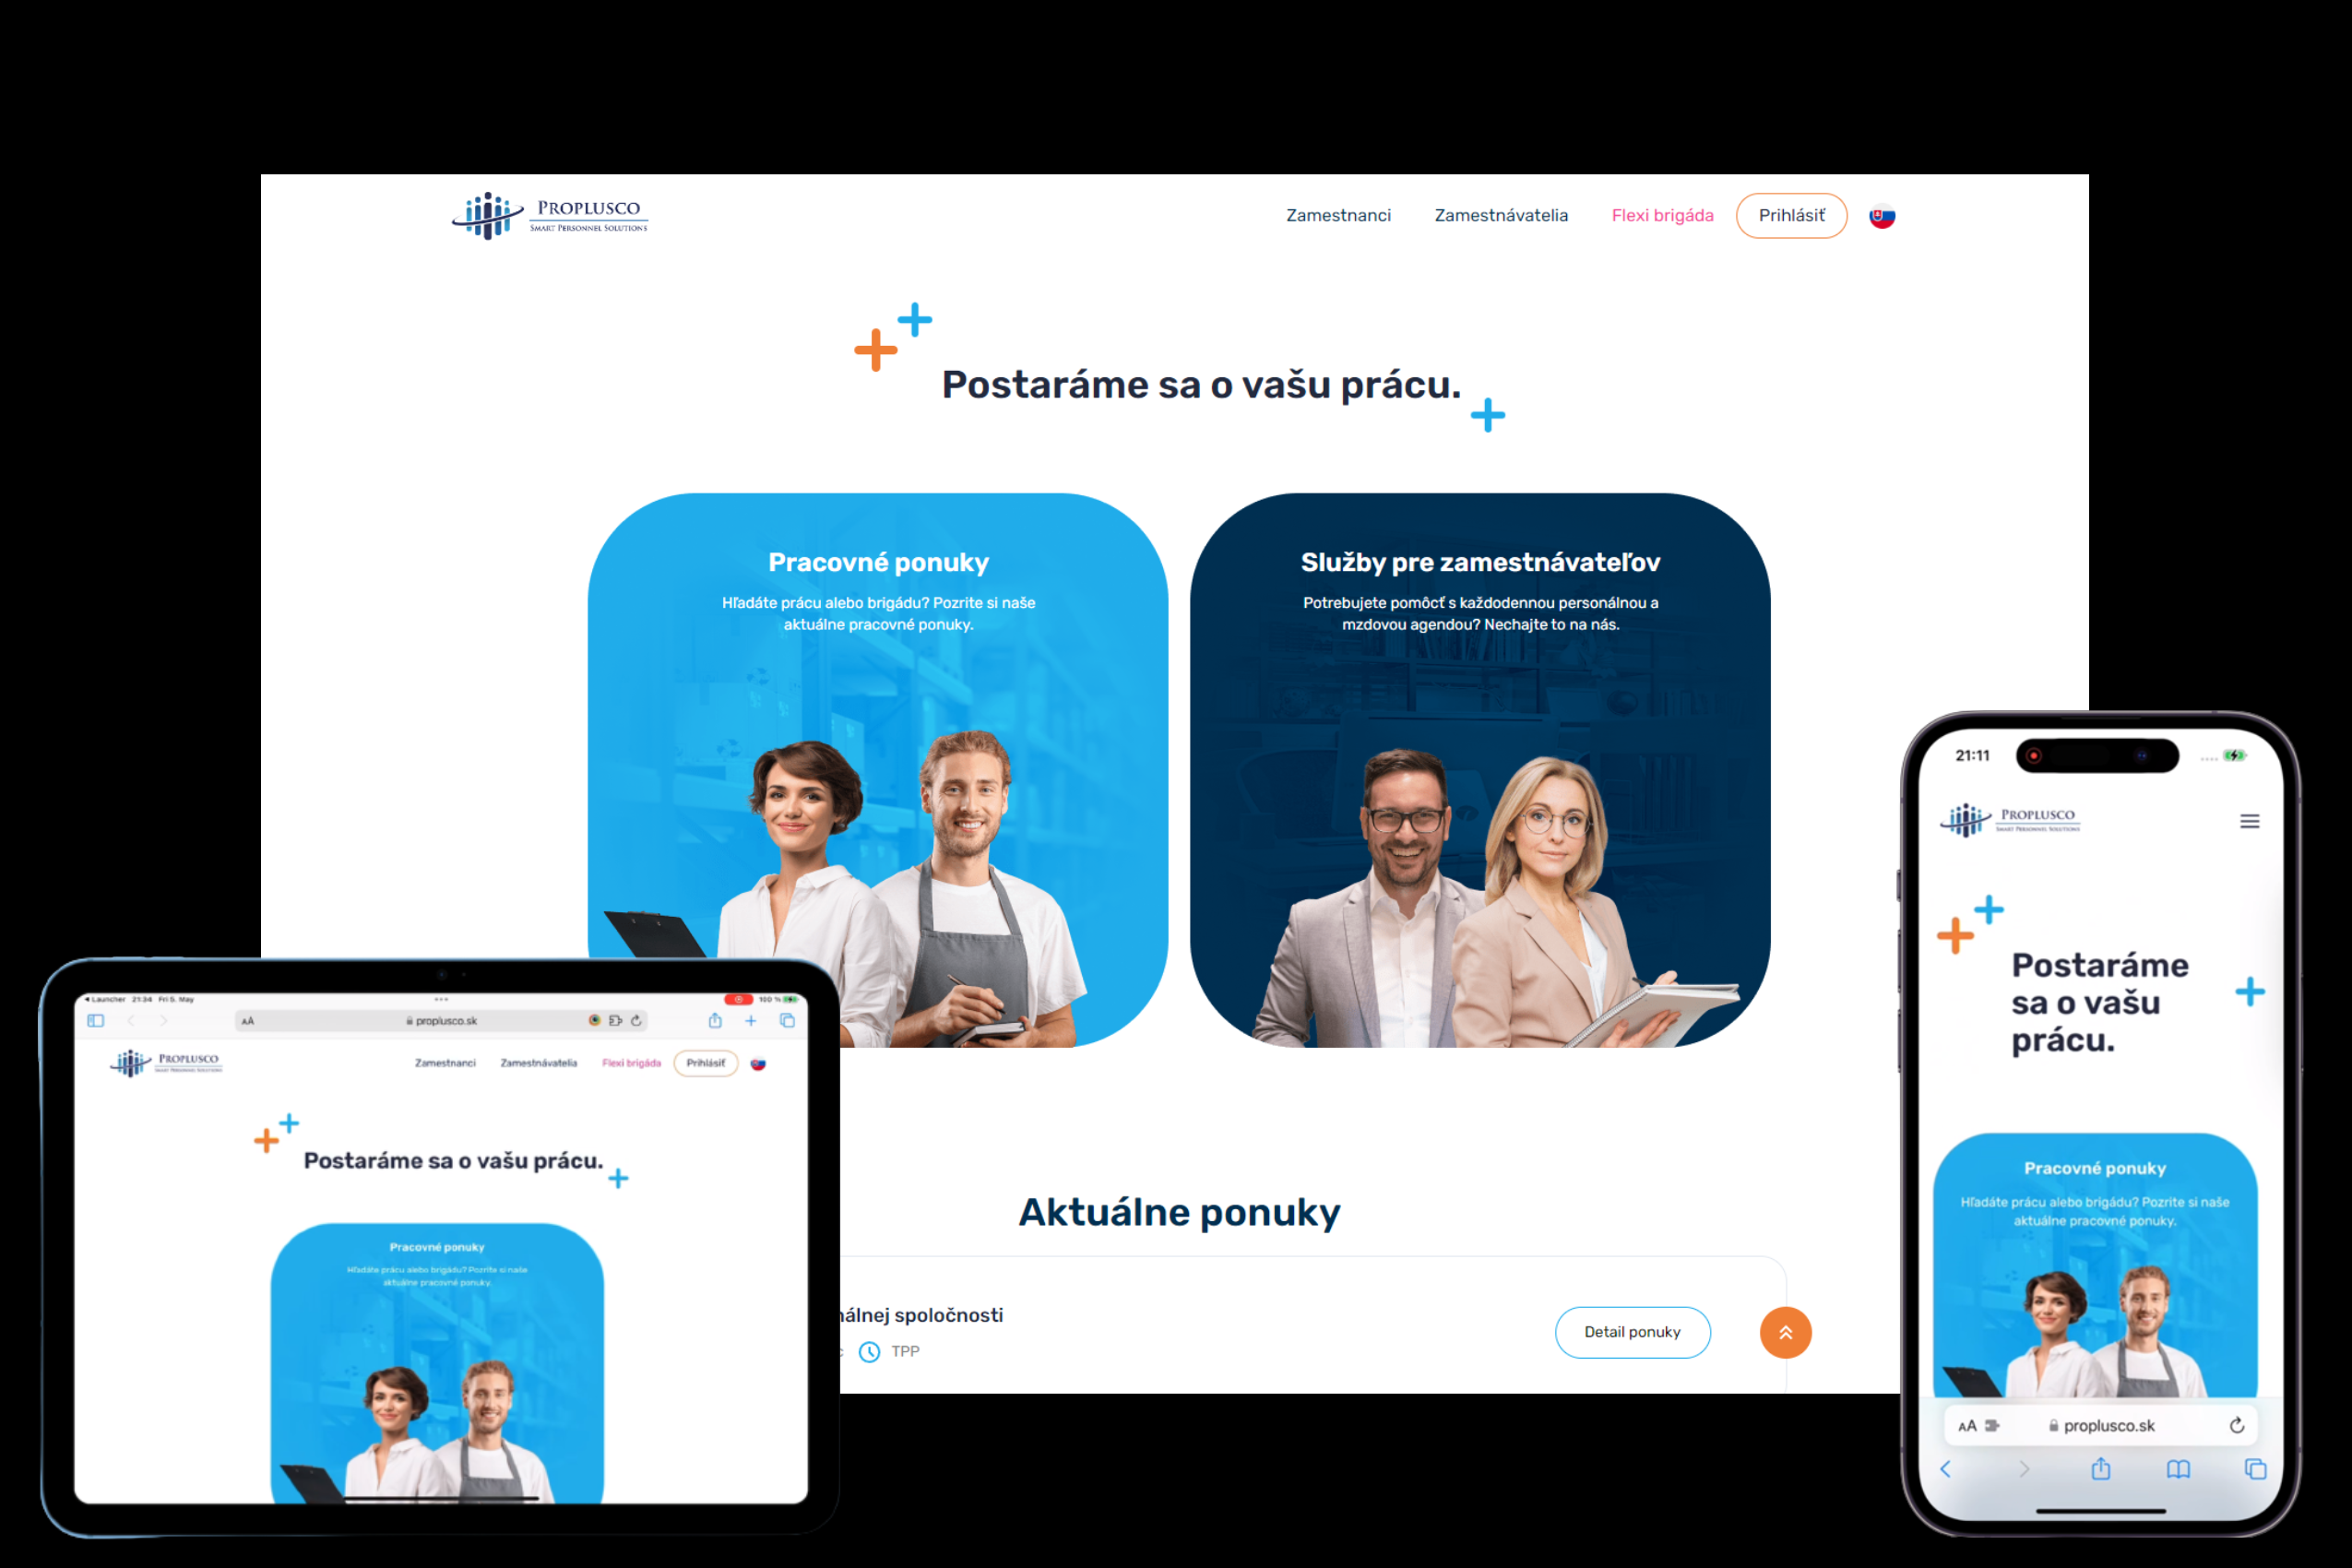 PROPLUSCO
SMART PERSONNEL SOLUTIONS
Zamestnanci
Zamestnávatelia
Flexi brigáda
Prihlásiť
Postaráme sa o vašu prácu.
Pracovné ponuky
Hľadáte prácu alebo brigádu? Pozrite si naše
aktuálne pracovné ponuky.
Služby pre zamestnávateľov
Potrebujete pomôcť s každodennou personálnou a
mzdovou agendou? Nechajte to na nás.
Aktuálne ponuky
spoločnosti
TPP
Detail ponuky
Launcher 21:34 Fri 5. May
100 %
AA
proplusco.sk
PROPLUSCO
SMART PERSONNEL SOLUTIONS
Zamestnanci
Zamestnávatelia
Flexi brigáda
Prihlásiť
Postaráme sa o vašu prácu.
Pracovné ponuky
Hľadáte prácu alebo brigádu? Pozrite si naše
aktuálne pracovné ponuky.
21:11
PROPLUSCO
SMART PERSONNEL SOLUTIONS
Postaráme
sa o vašu
prácu.
Pracovné ponuky
Hľadáte prácu alebo brigádu? Pozrite si naše
aktuálne pracovné ponuky.
AA
proplusco.sk